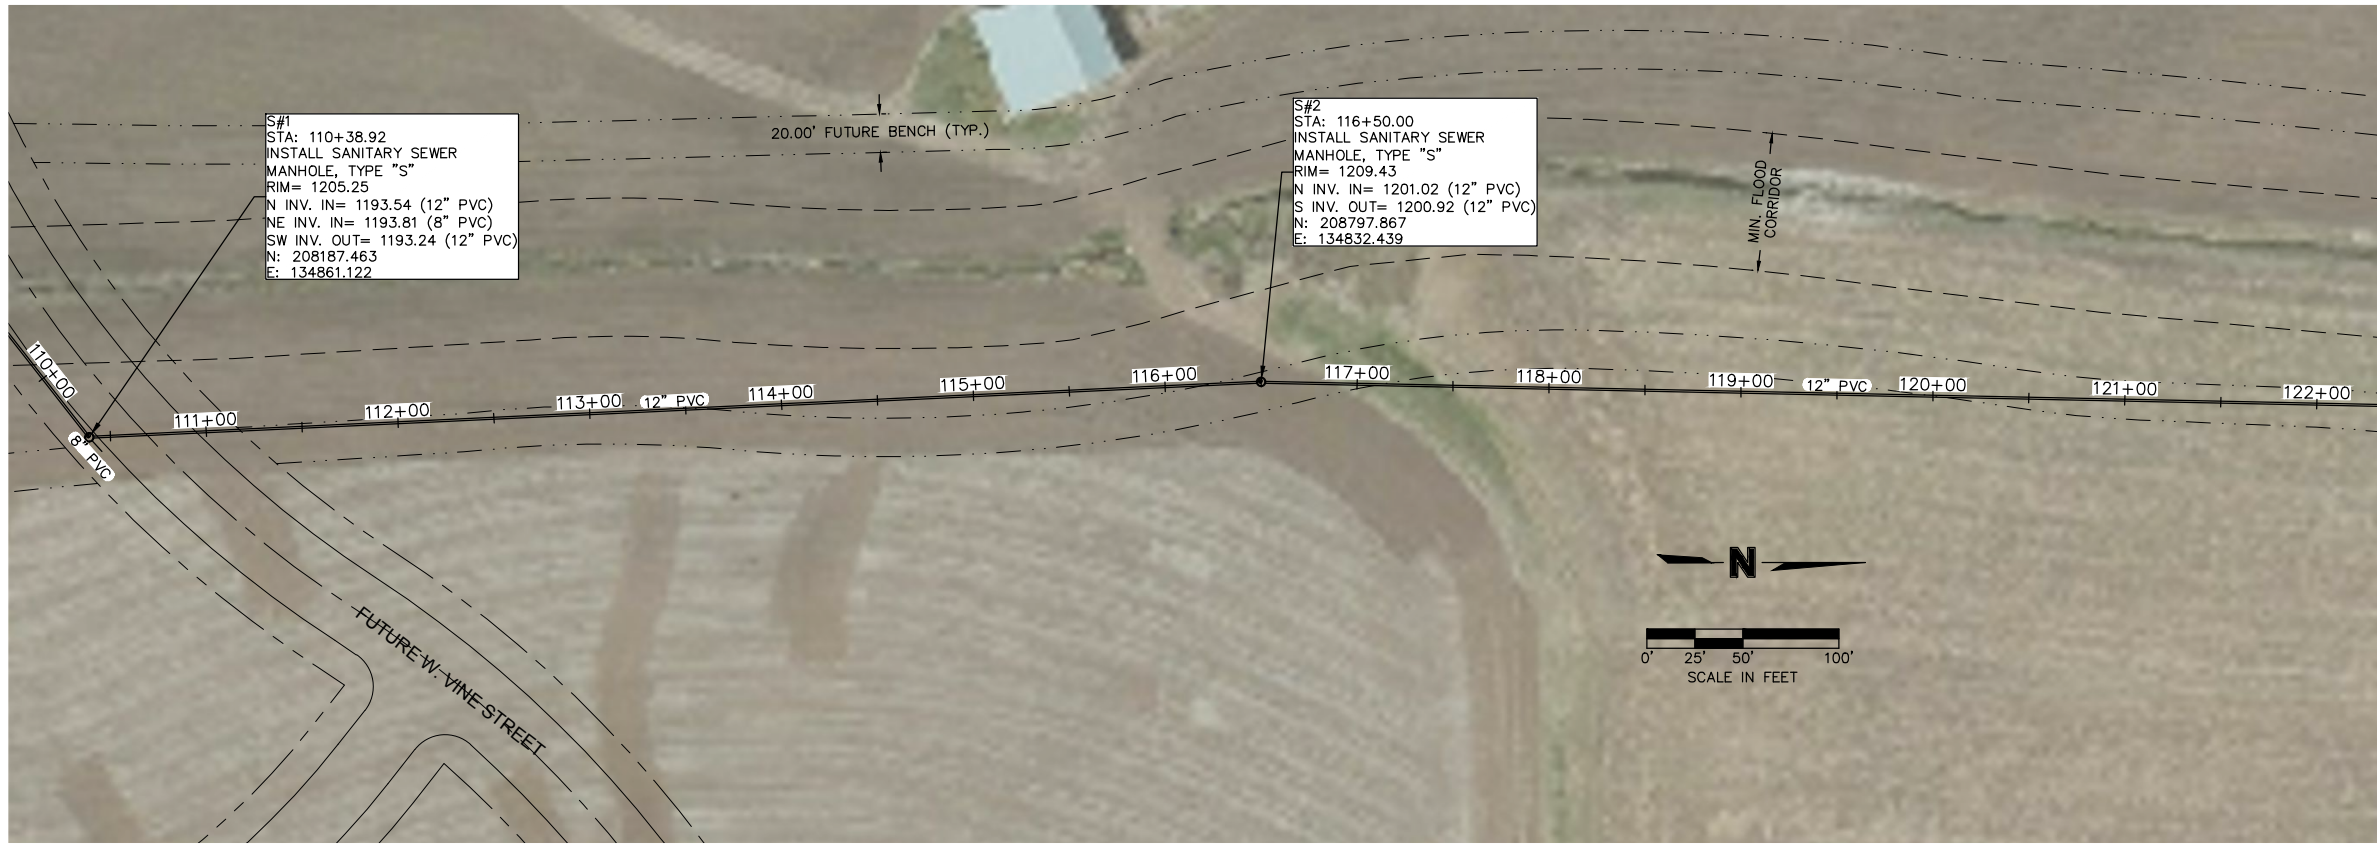 S#1
STA: 110+38.92
INSTALL SANITARY SEWER
MANHOLE, TYPE "S"
RIM= 1205.25
N INV. IN= 1193.54 (12" PVC)
NE INV. IN= 1193.81 (8" PVC)
SW INV. OUT= 1193.24 (12" PVC)
N: 208187.463
E: 134861.122
20.00' FUTURE BENCH (TYP.)
S#2
STA: 116+50.00
INSTALL SANITARY SEWER
MANHOLE, TYPE "S"
RIM= 1209.43
N INV. IN= 1201.02 (12" PVC)
S INV. OUT= 1200.92 (12" PVC)
N: 208797.867
E: 134832.439
MIN. FLOOD
CORRIDOR
110+00
8" PVC
111+00
112+00
113+00
12" PVC
114+00
115+00
116+00
117+00
118+00
119+00
12" PVC
120+00
121+00
122+00
FUTURE W. VINE STREET
N
0' 25' 50' 100'
SCALE IN FEET